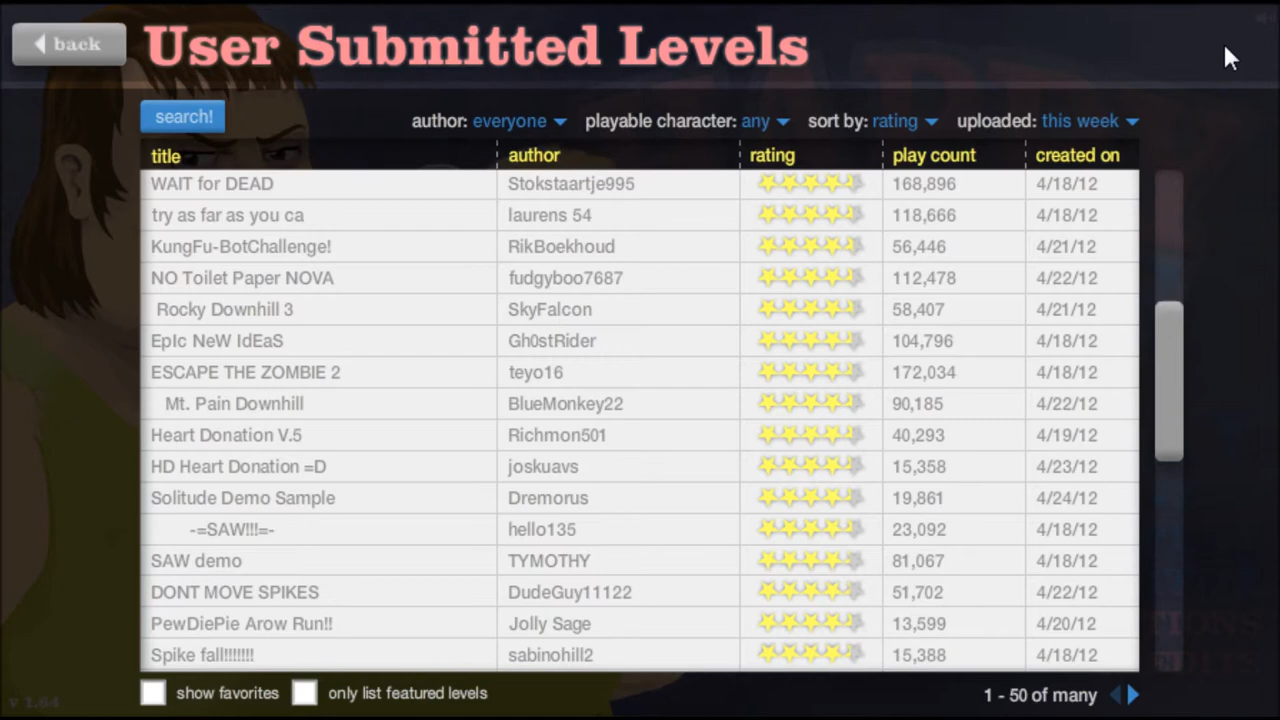 back
User Submitted Levels
search!
author: everyone playable character: any sort by: rating uploaded: this week
title author rating play count created on
WAIT for DEAD Stokstaartje995 168,896 4/18/12
try as far as you ca laurens 54 118,666 4/18/12
KungFu-BotChallenge! RikBoekhoud 56,446 4/21/12
NO Toilet Paper NOVA fudgyboo7687 112,478 4/22/12
Rocky Downhill 3 SkyFalcon 58,407 4/21/12
EpIc NeW IdEaS Gh0stRider 104,796 4/18/12
ESCAPE THE ZOMBIE 2 teyo16 172,034 4/18/12
Mt. Pain Downhill BlueMonkey22 90,185 4/22/12
Heart Donation V.5 Richmon501 40,293 4/19/12
HD Heart Donation =D joskuavs 15,358 4/23/12
Solitude Demo Sample Dremorus 19,861 4/24/12
-=SAW!!!=- hello135 23,092 4/18/12
SAW demo TYMOTHY 81,067 4/18/12
DONT MOVE SPIKES DudeGuy11122 51,702 4/22/12
PewDiePie Arow Run!! Jolly Sage 13,599 4/20/12
Spike fall!!!!!!! sabinohill2 15,388 4/18/12
show favorites only list featured levels 1 - 50 of many
v 1.64